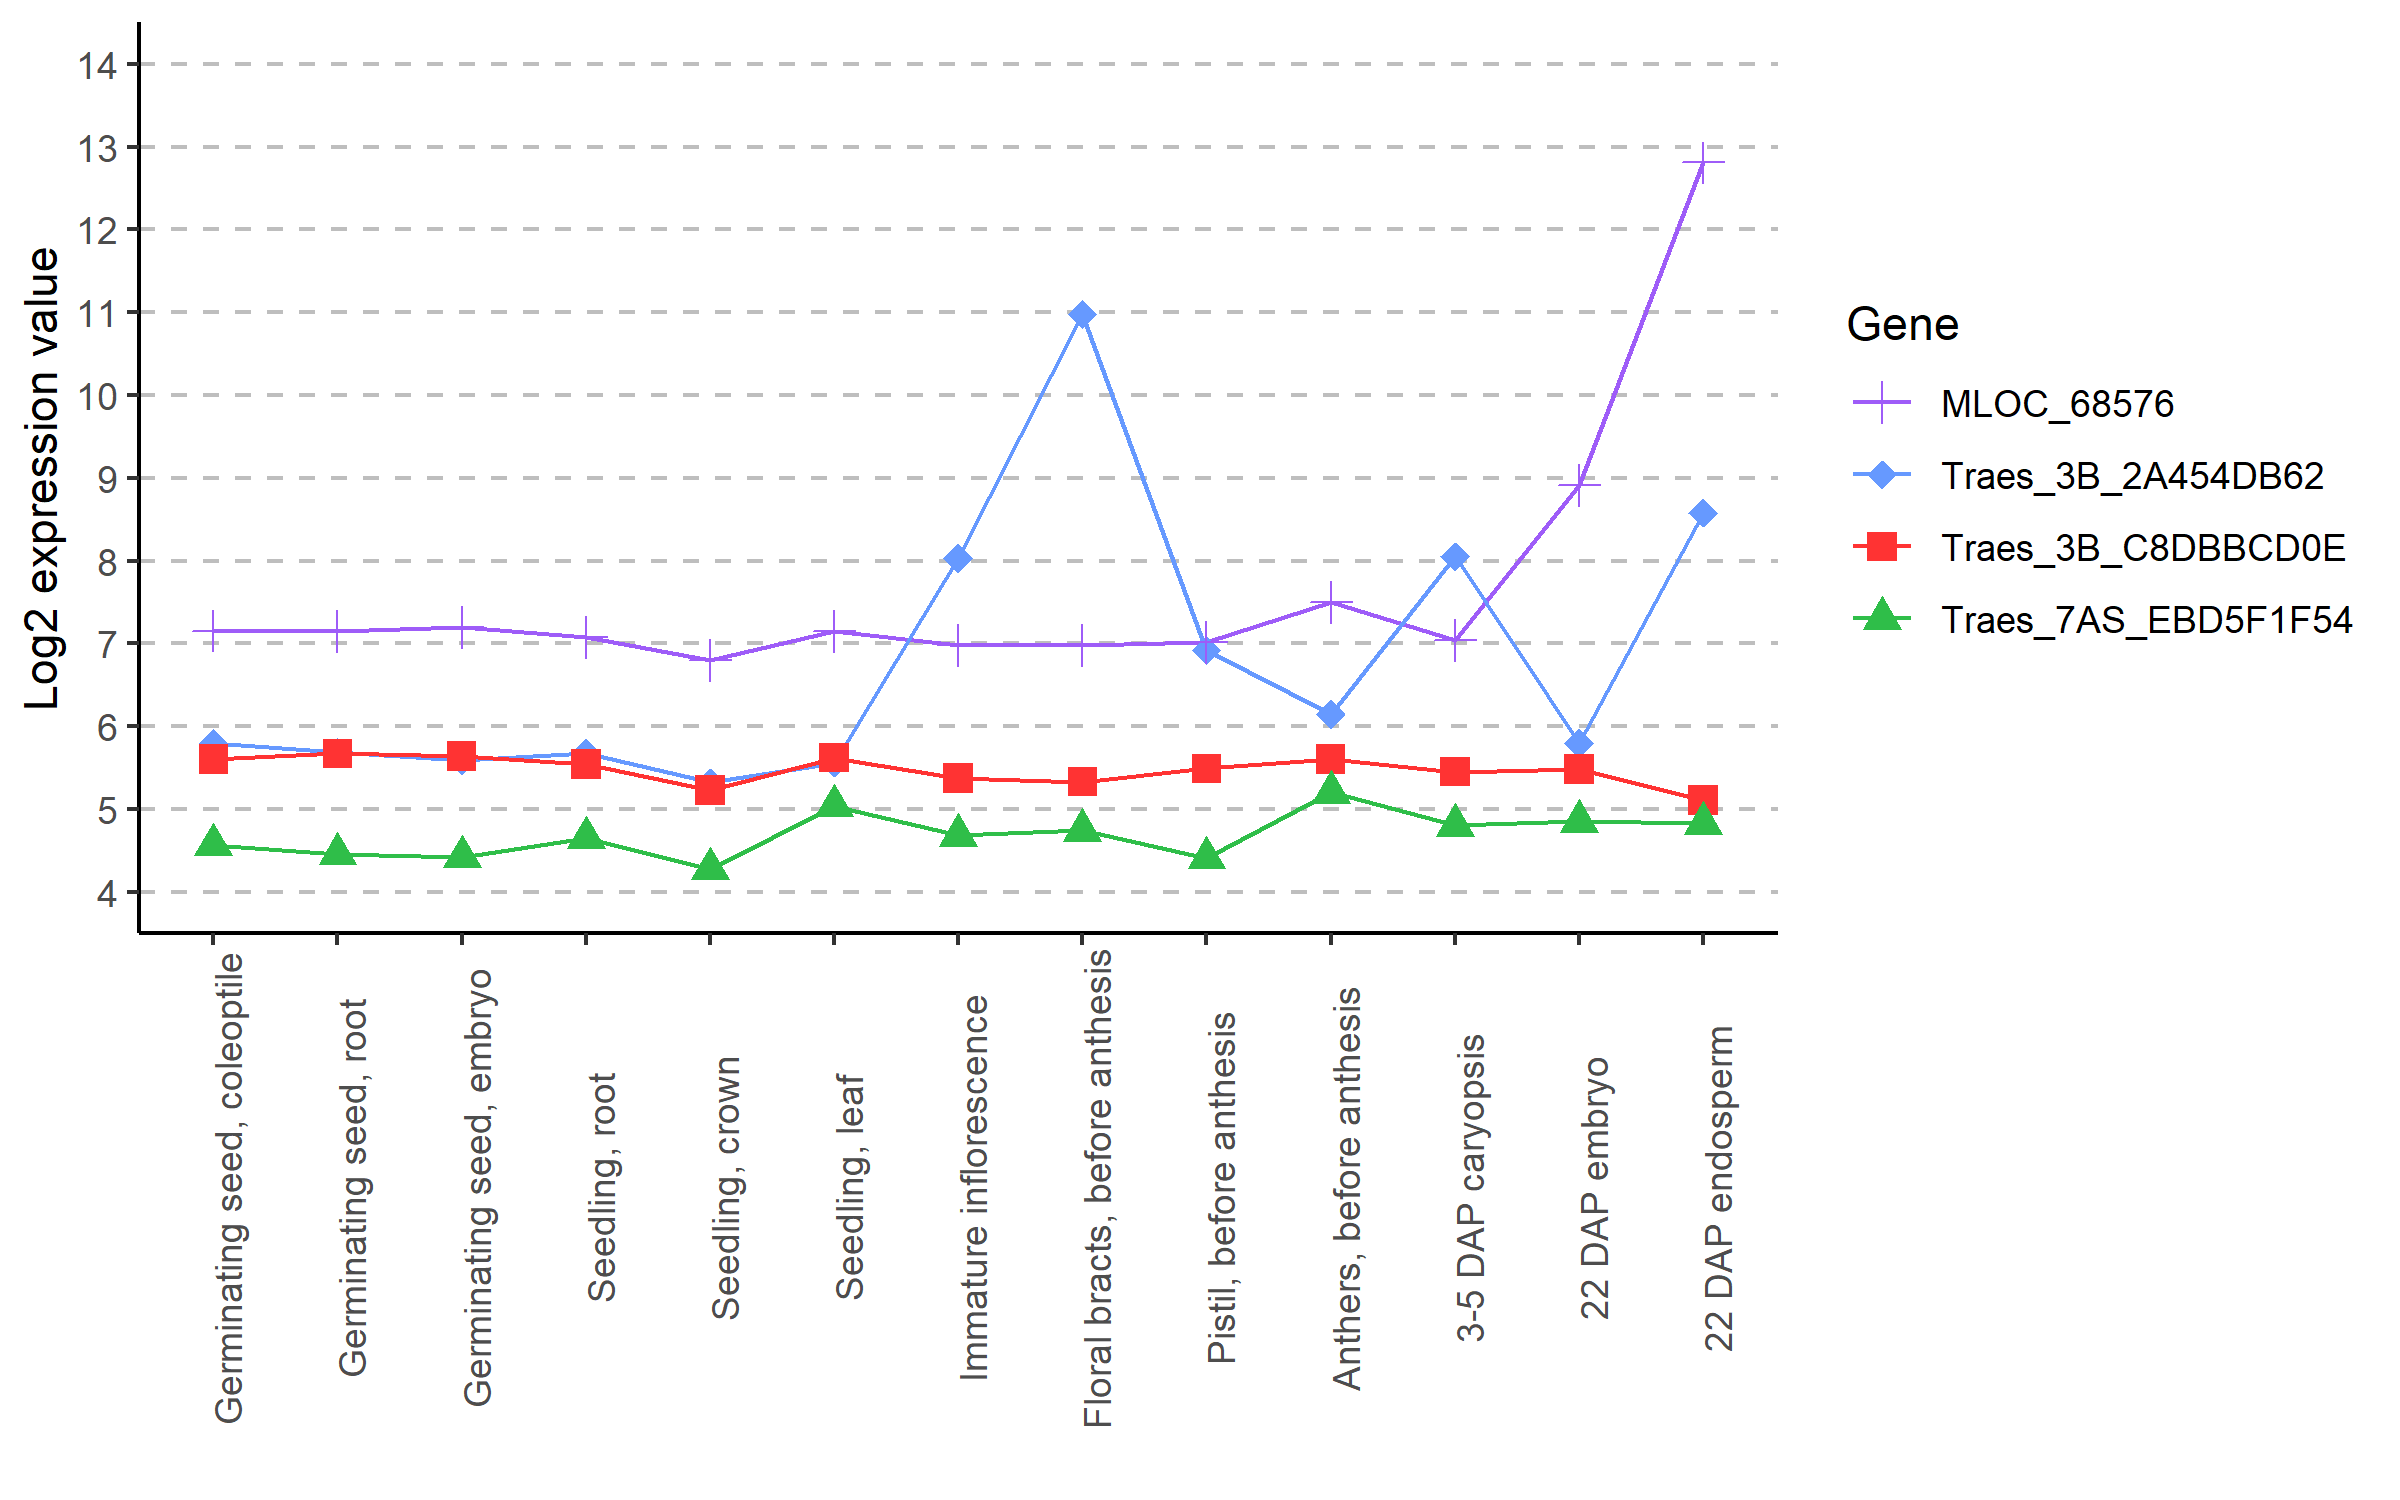 Log2 expression value
14
13
12
11
10
9
8
7
6
5
4
Germinating seed, coleoptile
Germinating seed, root
Germinating seed, embryo
Seedling, root
Seedling, crown
Seedling, leaf
Immature inflorescence
Floral bracts, before anthesis
Pistil, before anthesis
Anthers, before anthesis
3-5 DAP caryopsis
22 DAP embryo
22 DAP endosperm
Gene
MLOC_68576
Traes_3B_2A454DB62
Traes_3B_C8DBBCD0E
Traes_7AS_EBD5F1F54